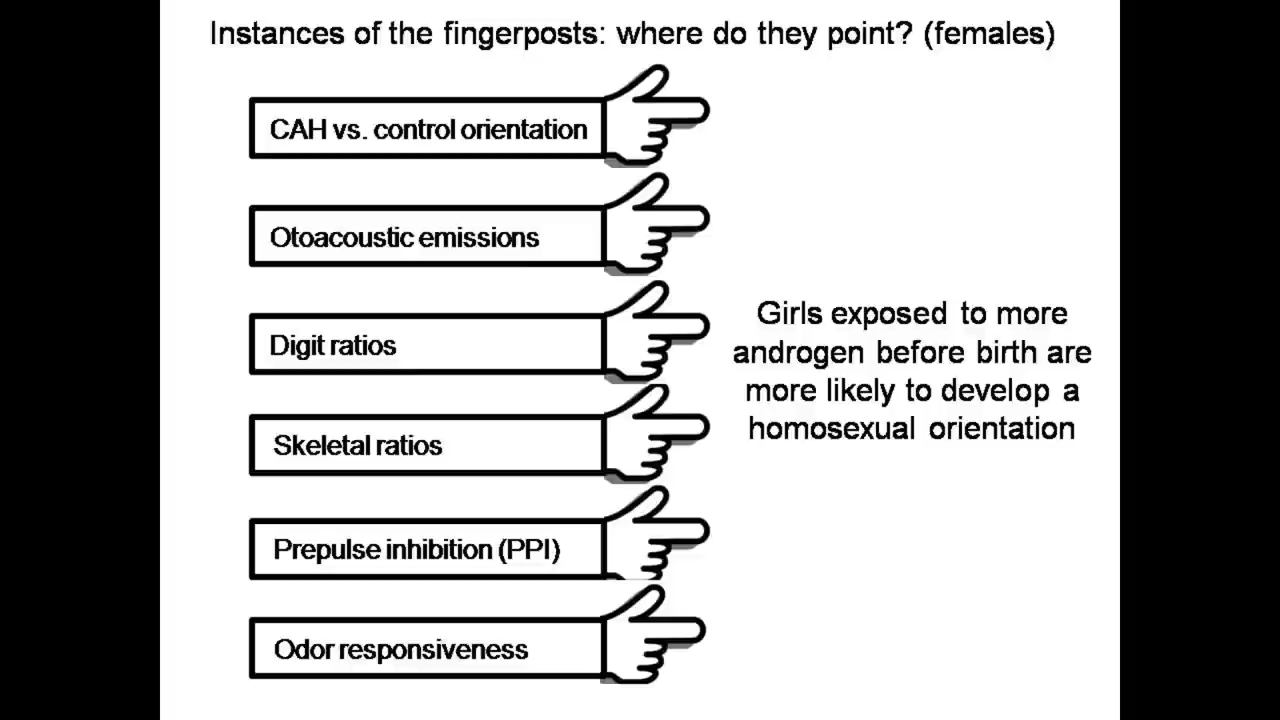 Instances of the fingerposts: where do they point? (females)
CAH vs. control orientation
Otoacoustic emissions
Digit ratios
Skeletal ratios
Prepulse inhibition (PPI)
Odor responsiveness
Girls exposed to more
androgen before birth are
more likely to develop a
homosexual orientation